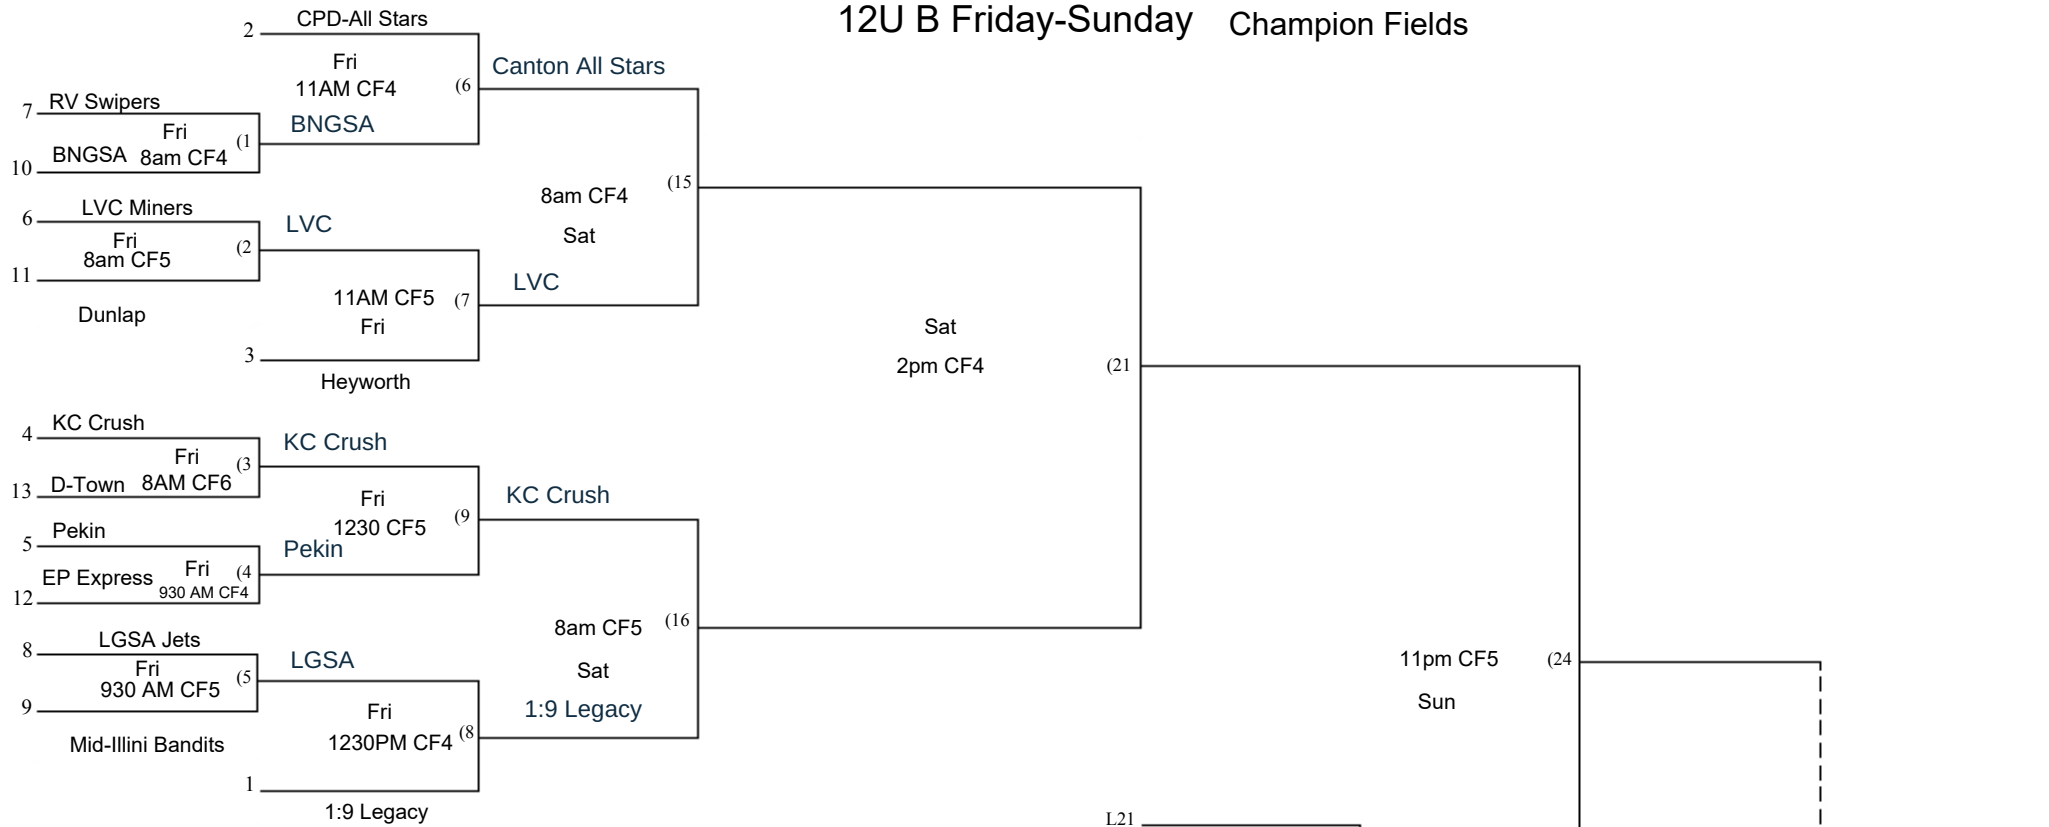 12U B Friday-Sunday Champion Fields
2 CPD-All Stars
Fri
11AM CF4
(6
Canton All Stars
7 RV Swipers
Fri
8am CF4
(1
BNGSA
10 BNGSA
8am CF4
Sat
(15
6 LVC Miners
Fri
8am CF5
(2
LVC
11
Dunlap
11AM CF5
Fri
(7
LVC
3
Heyworth
Sat
2pm CF4
(21
4 KC Crush
Fri
8AM CF6
(3
KC Crush
13 D-Town
Fri
1230 CF5
(9
KC Crush
5 Pekin
Fri
930 AM CF4
(4
Pekin
12 EP Express
8am CF5
Sat
(16
8 LGSA Jets
Fri
930 AM CF5
(5
LGSA
9
Mid-Illini Bandits
Fri
1230PM CF4
(8
1:9 Legacy
1
1:9 Legacy
11pm CF5
Sun
(24
L21